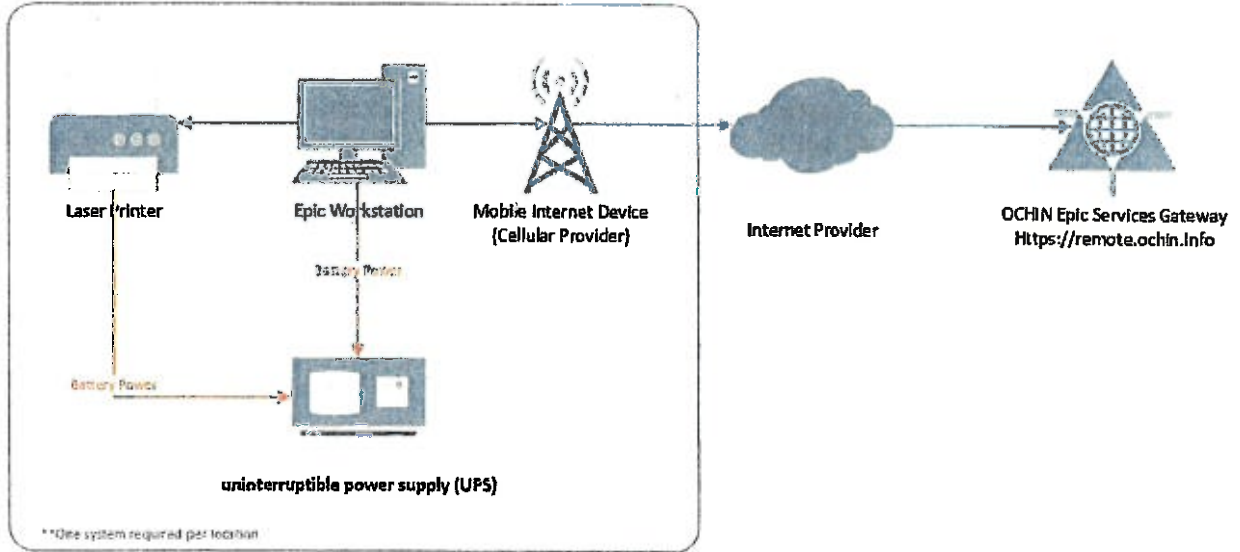 Laser Printer
Epic Workstation
Mobile Internet Device
(Cellular Provider)
Internet Provider
OCHIN Epic Services Gateway
Https://remote.ochin.Info
Battery Power
Battery Power
uninterruptible power supply (UPS)
**One system required per location